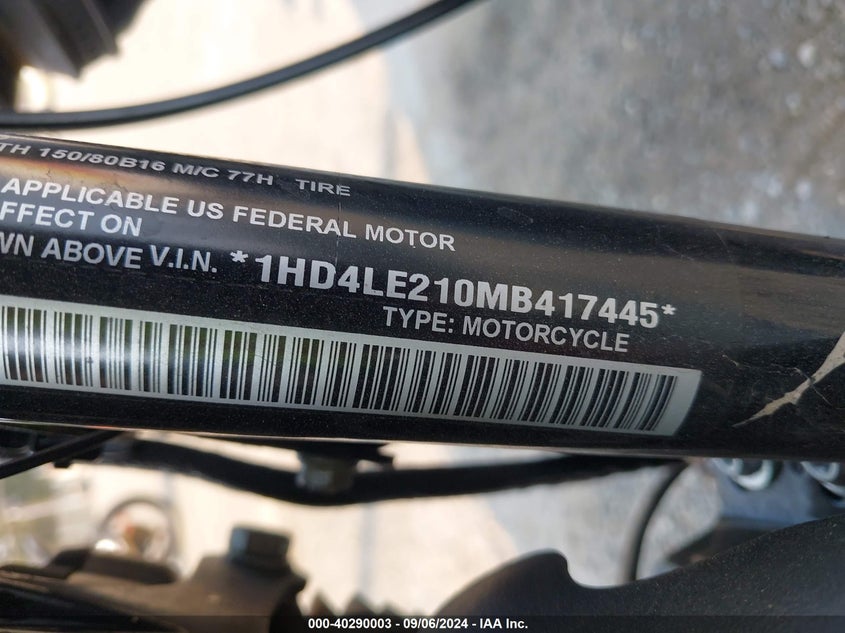 TH 150/80B16 M/C 77H TIRE
APPLICABLE US FEDERAL MOTOR
EFFECT ON
WN ABOVE V.I.N. *1HD4LE210MB417445*
TYPE: MOTORCYCLE
000-40290003 - 09/06/2024 - IAA Inc.